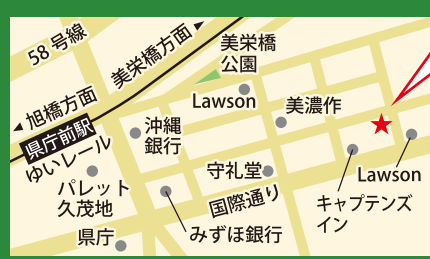 58号線
美栄橋方面
美栄橋
公園
旭橋方面
Lawson
美濃作
県庁前駅
沖縄
銀行
ゆいレール
守礼堂
Lawson
パレット
久茂地
国際通り
キャプテンズ
イン
県庁
みずほ銀行